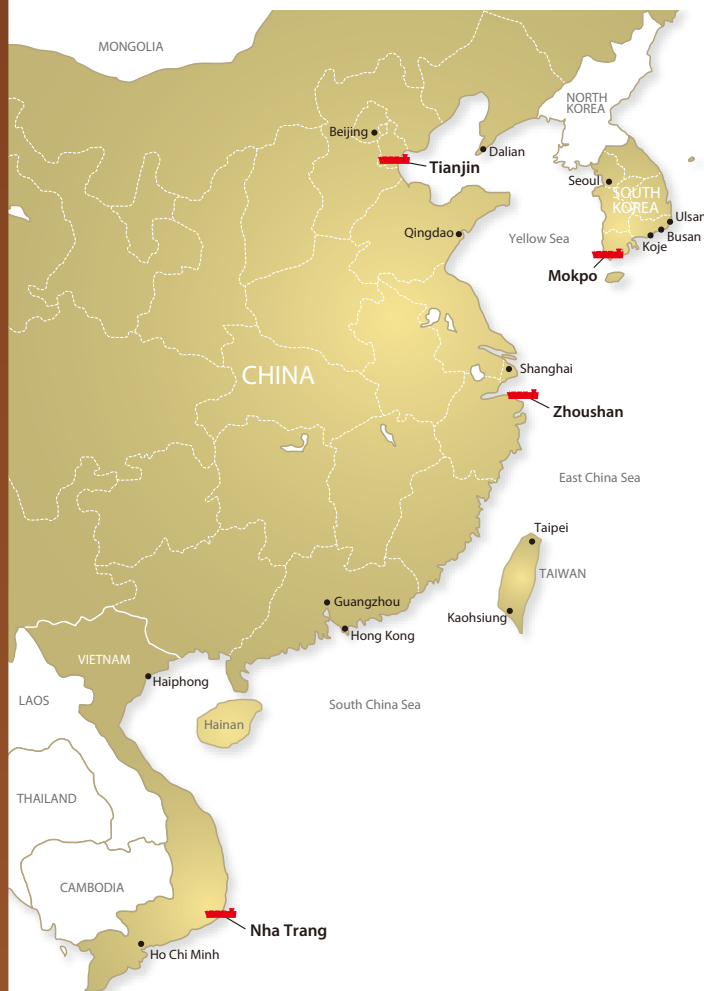 MONGOLIA
NORTH
KOREA
Beijing
Dalian
Tianjin
Seoul
SOUTH
KOREA
Ulsan
Busan
Koje
Qingdao
Yellow Sea
Mokpo
CHINA
Shanghai
Zhoushan
East China Sea
Taipei
TAIWAN
Guangzhou
Kaohsiung
Hong Kong
VIETNAM
Haiphong
LAOS
South China Sea
Hainan
THAILAND
CAMBODIA
Nha Trang
Ho Chi Minh